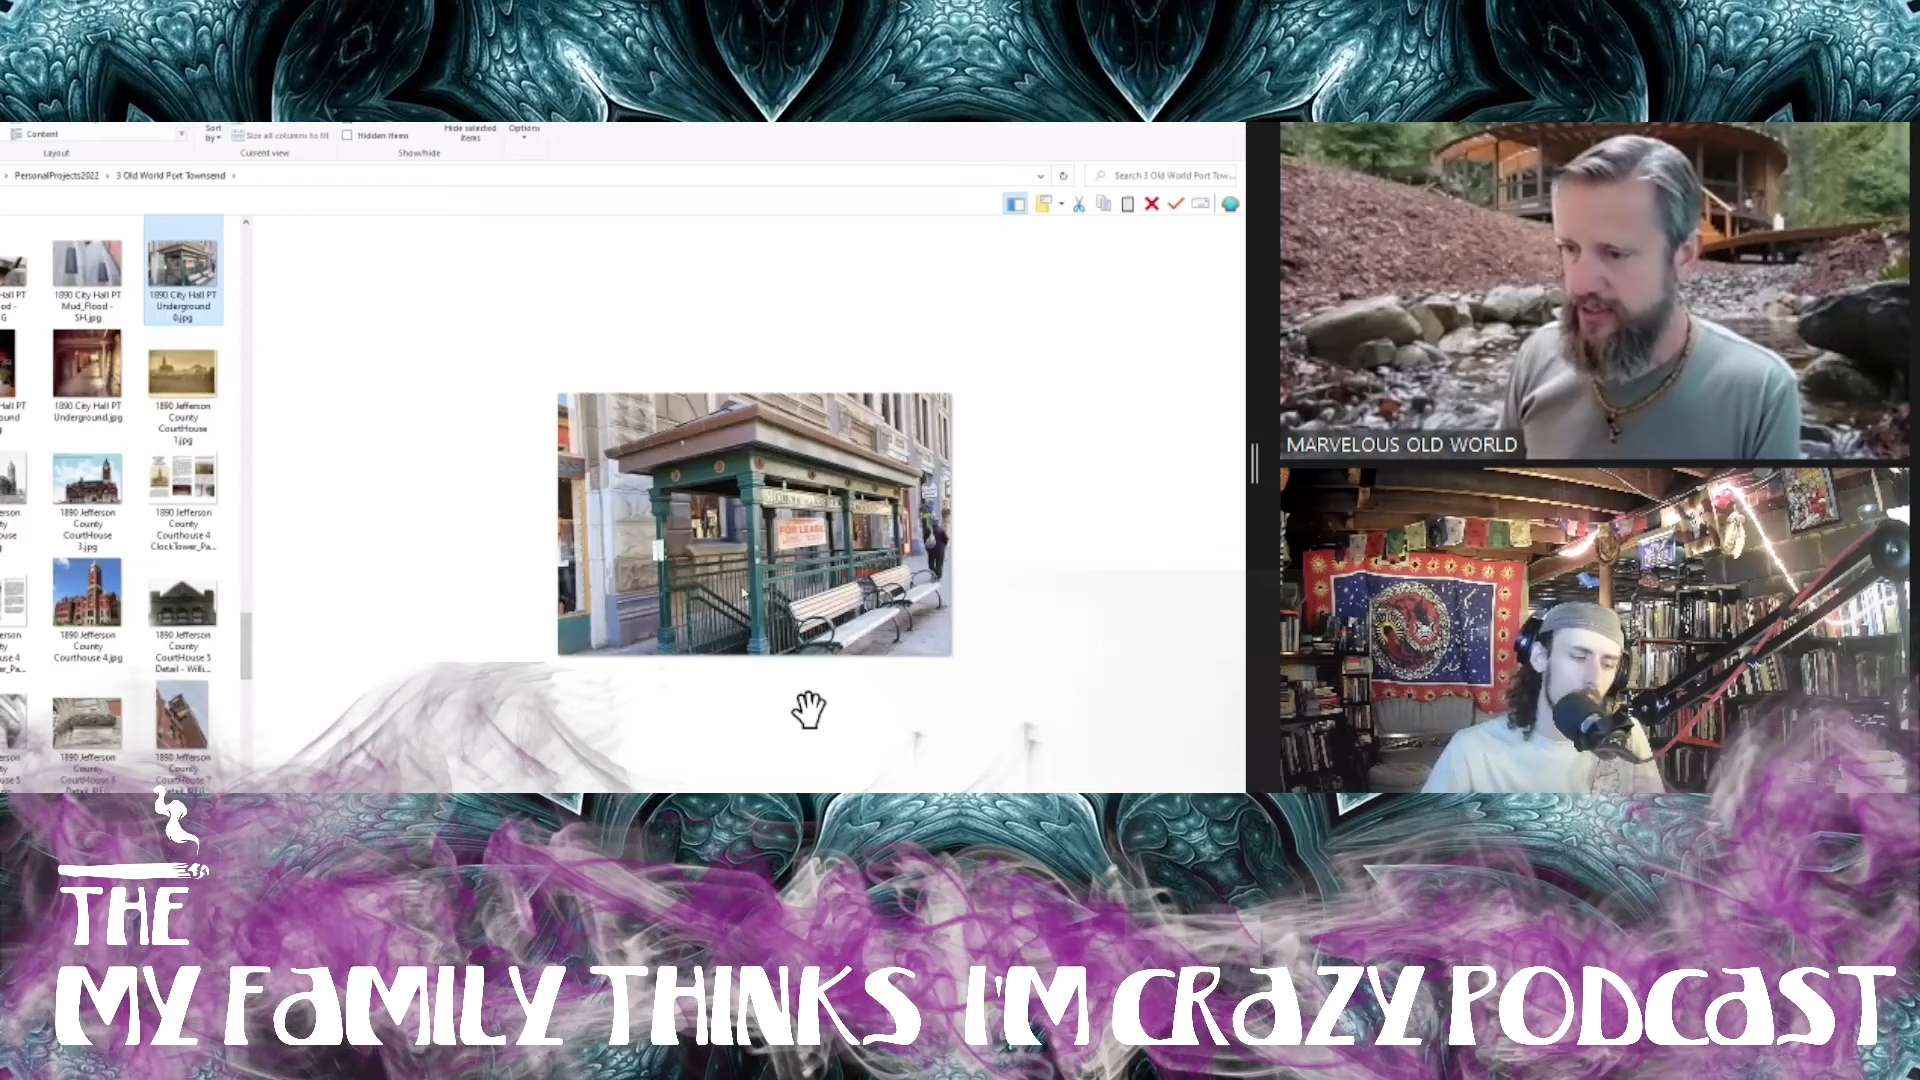 Content
Sort by
Size all columns to fit
Hidden items
Hide selected items
Options
Layout
Current view
Show/hide
PersonalProjects2022 › 3 Old World Port Townsend ›
Search 3 Old World Port Tow...
1890 City Hall PT Mud_Flood - SH.jpg
1890 City Hall PT Underground 0.jpg
1890 City Hall PT Underground.jpg
1890 Jefferson County CourtHouse 1.jpg
1890 Jefferson County CourtHouse 3.jpg
1890 Jefferson County Courthouse 4 ClockTower_Pa...
1890 Jefferson County Courthouse 4.jpg
1890 Jefferson County CourtHouse 5 Detail - Willi...
1890 Jefferson County CourtHouse 6
1890 Jefferson County CourtHouse 7
FOR LEASE
MARVELOUS OLD WORLD
THE
MY FAMILY THINKS I'M CRAZY PODCAST